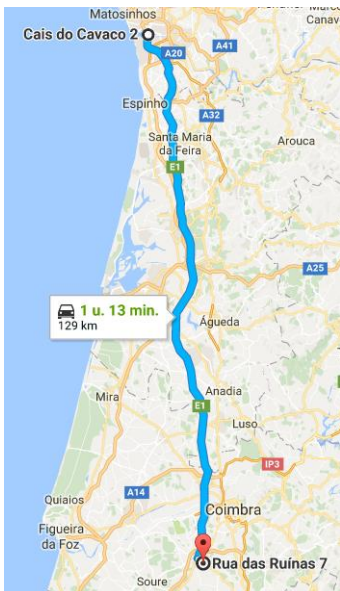 Matosinhos
Cais do Cavaco 2
A41
A20
Espinho
A32
Santa Maria
da Feira
Arouca
E1
A25
1 u. 13 min.
129 km
Águeda
Mira
Anadia
E1
Luso
IP3
A14
Quiaios
Coimbra
Figueira
da Foz
Rua das Ruínas 7
Soure